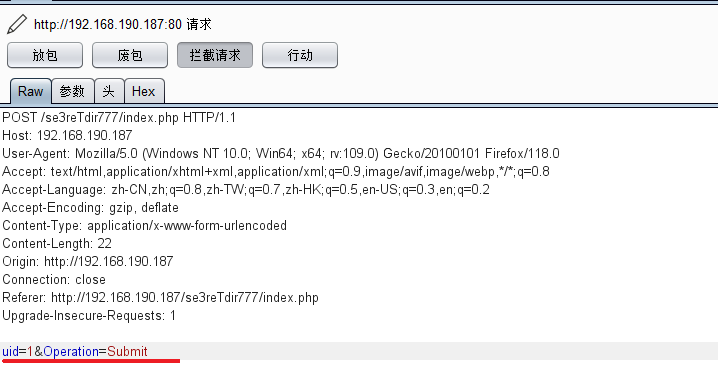 http://192.168.190.187:80 请求
放包 废包 拦截请求 行动
Raw 参数 头 Hex
POST /se3reTdir777/index.php HTTP/1.1
Host: 192.168.190.187
User-Agent: Mozilla/5.0 (Windows NT 10.0; Win64; x64; rv:109.0) Gecko/20100101 Firefox/118.0
Accept: text/html,application/xhtml+xml,application/xml;q=0.9,image/avif,image/webp,*/*;q=0.8
Accept-Language: zh-CN,zh;q=0.8,zh-TW;q=0.7,zh-HK;q=0.5,en-US;q=0.3,en;q=0.2
Accept-Encoding: gzip, deflate
Content-Type: application/x-www-form-urlencoded
Content-Length: 22
Origin: http://192.168.190.187
Connection: close
Referer: http://192.168.190.187/se3reTdir777/index.php
Upgrade-Insecure-Requests: 1
uid=1&Operation=Submit